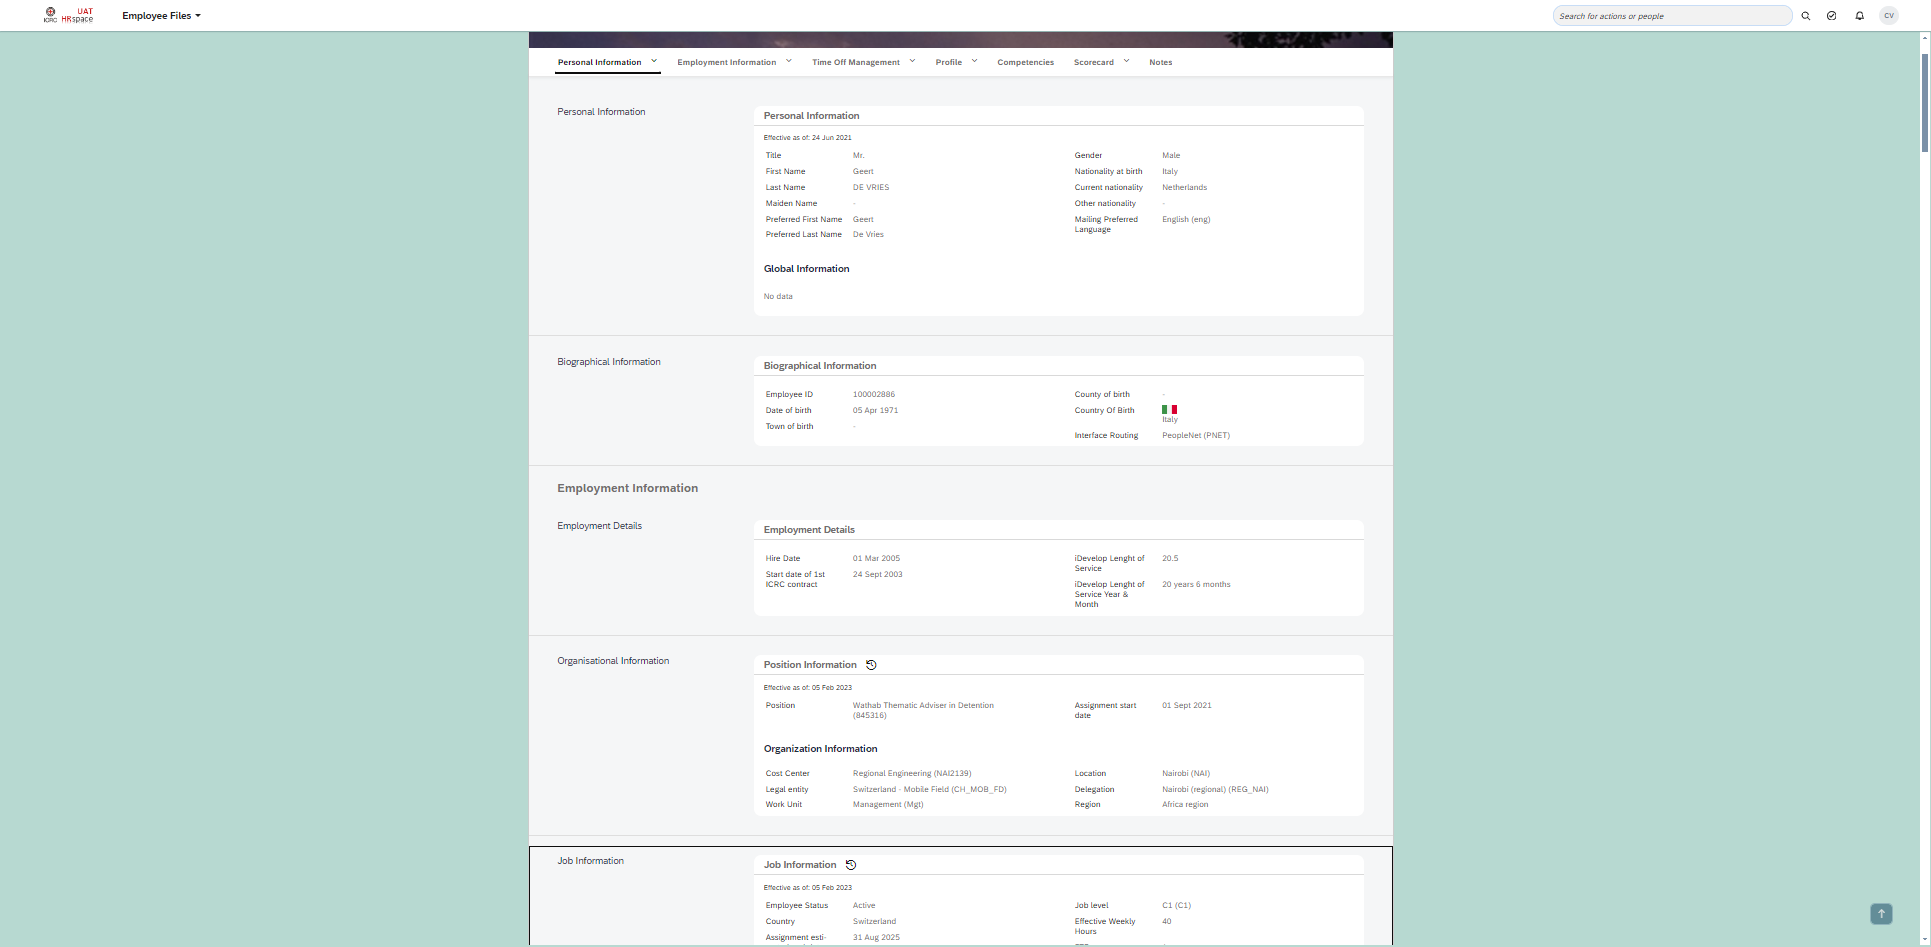 ICRC
UAT
HRspace
Employee Files
Search for actions or people
CV
Personal Information
Employment Information
Time Off Management
Profile
Competencies
Scorecard
Notes
Personal Information
Personal Information
Effective as of: 24 Jun 2021
Title Mr.
First Name Geert
Last Name DE VRIES
Maiden Name -
Preferred First Name Geert
Preferred Last Name De Vries
Gender Male
Nationality at birth Italy
Current nationality Netherlands
Other nationality -
Mailing Preferred English (eng)
Language
Global Information
No data
Biographical Information
Biographical Information
Employee ID 100002886
Date of birth 05 Apr 1971
Town of birth -
County of birth -
Country Of Birth
Italy
Interface Routing PeopleNet (PNET)
Employment Information
Employment Details
Employment Details
Hire Date 01 Mar 2005
Start date of 1st 24 Sept 2003
ICRC contract
iDevelop Lenght of 20.5
Service
iDevelop Lenght of 20 years 6 months
Service Year &
Month
Organisational Information
Position Information
Effective as of: 05 Feb 2023
Position Wathab Thematic Adviser in Detention
(845316)
Assignment start 01 Sept 2021
date
Organization Information
Cost Center Regional Engineering (NAI2139)
Legal entity Switzerland - Mobile Field (CH_MOB_FD)
Work Unit Management (Mgt)
Location Nairobi (NAI)
Delegation Nairobi (regional) (REG_NAI)
Region Africa region
Job Information
Job Information
Effective as of: 05 Feb 2023
Employee Status Active
Country Switzerland
Assignment esti- 31 Aug 2025
Job level C1 (C1)
Effective Weekly 40
Hours